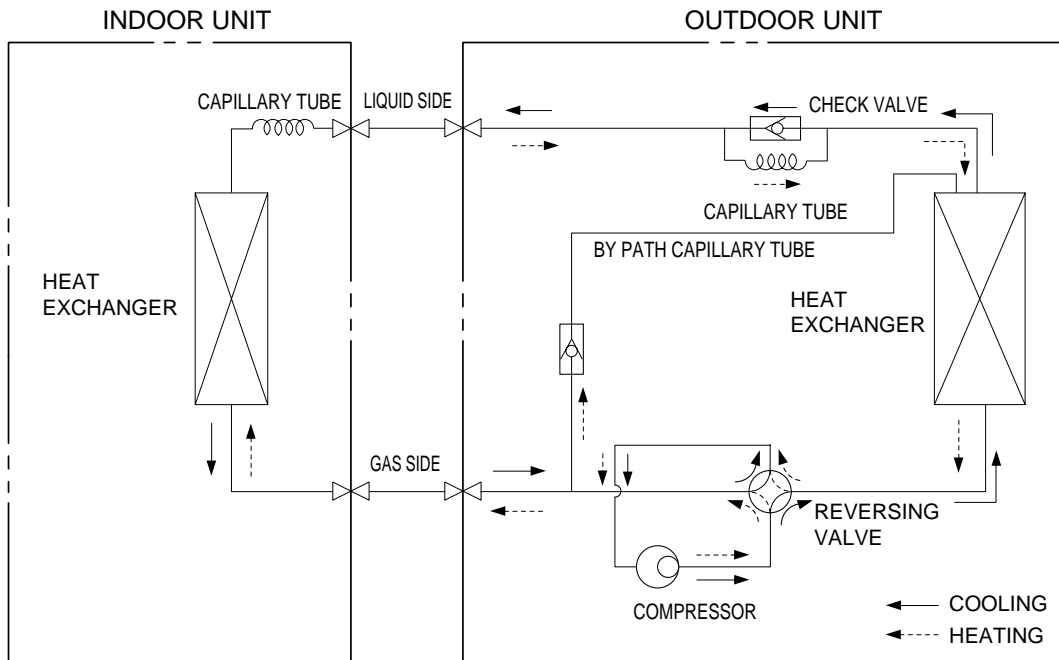 INDOOR UNIT
OUTDOOR UNIT
CAPILLARY TUBE
LIQUID SIDE
CHECK VALVE
CAPILLARY TUBE
BY PATH CAPILLARY TUBE
HEAT
EXCHANGER
HEAT
EXCHANGER
GAS SIDE
REVERSING
VALVE
COMPRESSOR
COOLING
HEATING